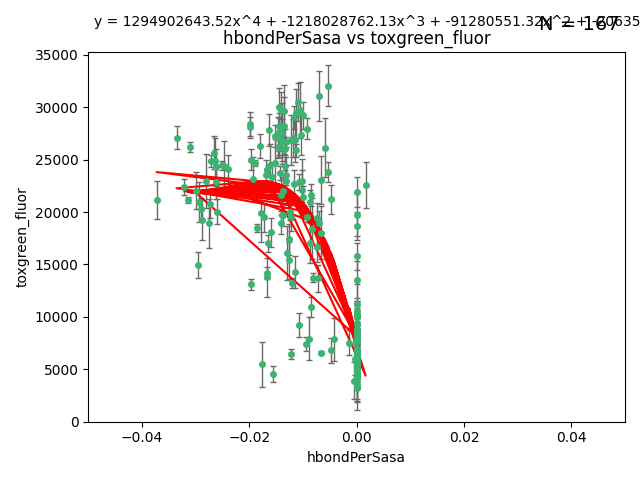 y = 1294902643.52x^4 + -1218028762.13x^3 + -91280551.32x^2 +
N = 167
hbondPerSasa vs toxgreen_fluor
35000
30000
25000
20000
15000
10000
5000
0
toxgreen_fluor
−0.04
−0.02
0.00
0.02
0.04
hbondPerSasa